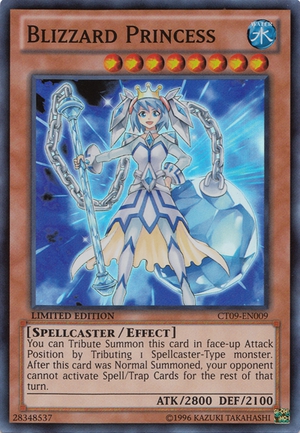 BLIZZARD PRINCESS
WATER
水
LIMITED EDITION
CT09-EN009
[SPELLCASTER / EFFECT]
You can Tribute Summon this card in face-up Attack
Position by Tributing 1 Spellcaster-Type monster.
After this card was Normal Summoned, your opponent
cannot activate Spell/Trap Cards for the rest of that
turn.
ATK/2800 DEF/2100
28348537
©1996 KAZUKI TAKAHASHI